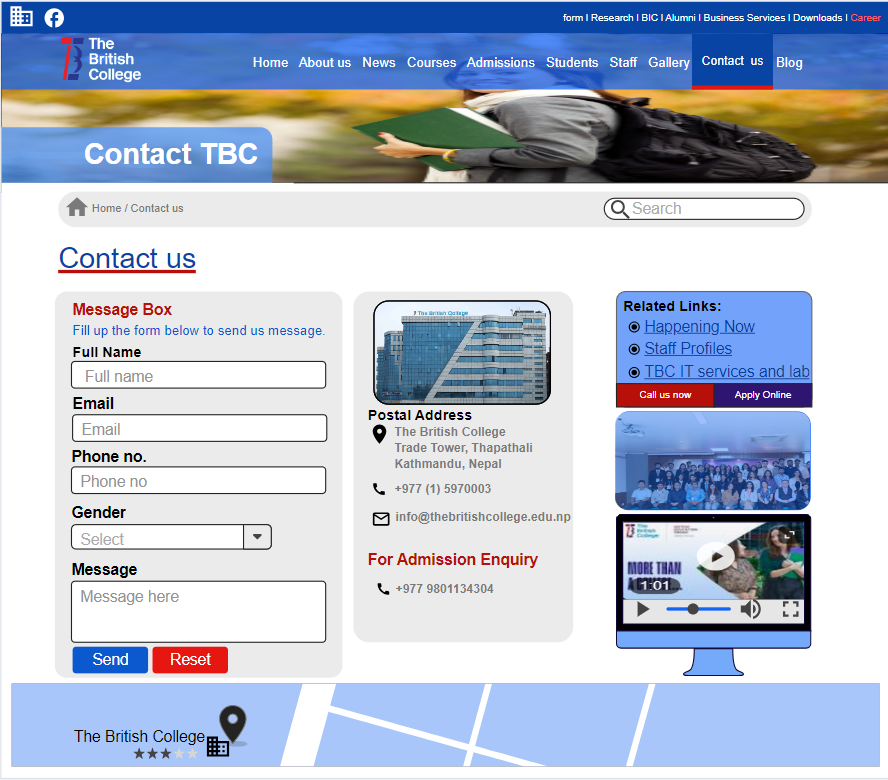 form I Research I BIC I Alumni I Business Services I Downloads I Career
The
British
College
Home About us News Courses Admissions Students Staff Gallery Contact us Blog
Contact TBC
Home / Contact us
Search
Contact us
Message Box
Fill up the form below to send us message.
Full Name
Full name
Email
Email
Phone no.
Phone no
Gender
Select
Message
Message here
Send Reset
The British College
Postal Address
The British College
Trade Tower, Thapathali
Kathmandu, Nepal
+977 (1) 5970003
info@thebritishcollege.edu.np
For Admission Enquiry
+977 9801134304
Related Links:
Happening Now
Staff Profiles
TBC IT services and lab
Call us now Apply Online
The
British
College
MORE THAN
1:01
The British College